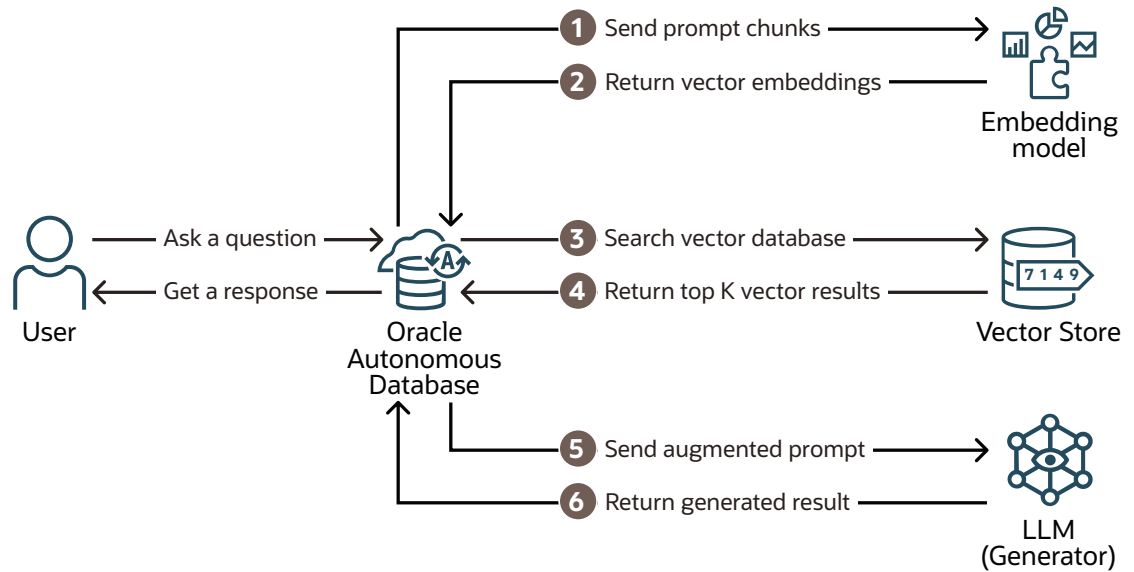 1 Send prompt chunks
2 Return vector embeddings
Embedding
model
Ask a question
3 Search vector database
A
7 1 4 9
Get a response
4 Return top K vector results
User
Oracle
Autonomous
Database
Vector Store
5 Send augmented prompt
6 Return generated result
LLM
(Generator)